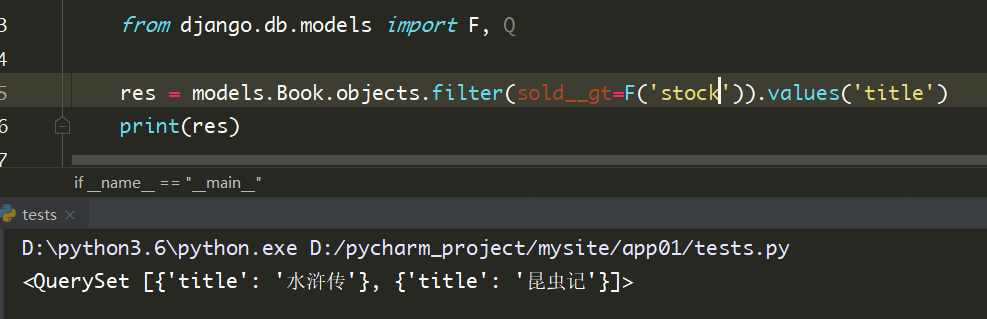 3 from django.db.models import F, Q
4
5 res = models.Book.objects.filter(sold__gt=F('stock')).values('title')
6 print(res)
7
if __name__ == "__main__"
tests ×
D:\python3.6\python.exe D:/pycharm_project/mysite/app01/tests.py
<QuerySet [{'title': '水浒传'}, {'title': '昆虫记'}]>